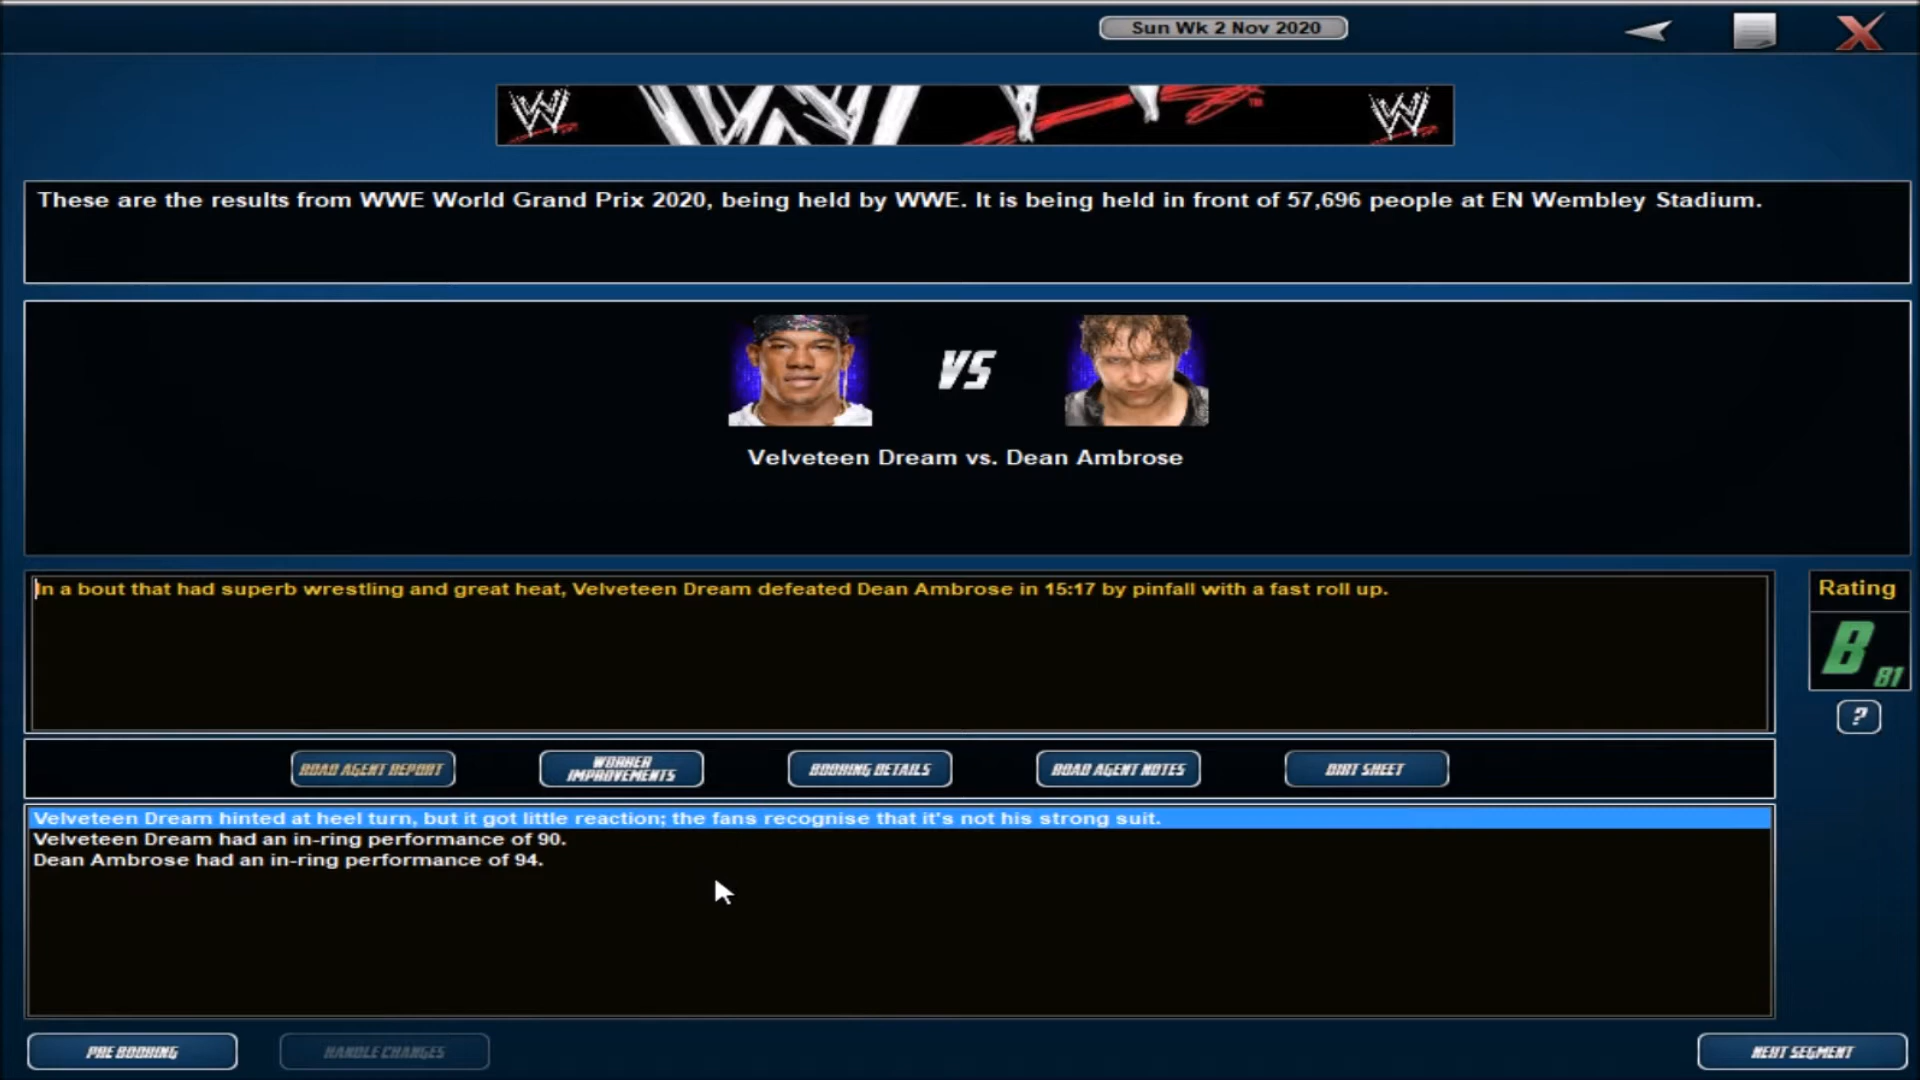 Sun Wk 2 Nov 2020
These are the results from WWE World Grand Prix 2020, being held by WWE. It is being held in front of 57,696 people at EN Wembley Stadium.
VS
Velveteen Dream vs. Dean Ambrose
In a bout that had superb wrestling and great heat, Velveteen Dream defeated Dean Ambrose in 15:17 by pinfall with a fast roll up.
Rating
B 81
?
ROAD AGENT REPORT
WORKER
IMPROVEMENTS
BOOKING DETAILS
ROAD AGENT NOTES
DIRT SHEET
Velveteen Dream hinted at heel turn, but it got little reaction; the fans recognise that it's not his strong suit.
Velveteen Dream had an in-ring performance of 90.
Dean Ambrose had an in-ring performance of 94.
PRE BOOKING
HANDLE CHANGES
NEXT SEGMENT